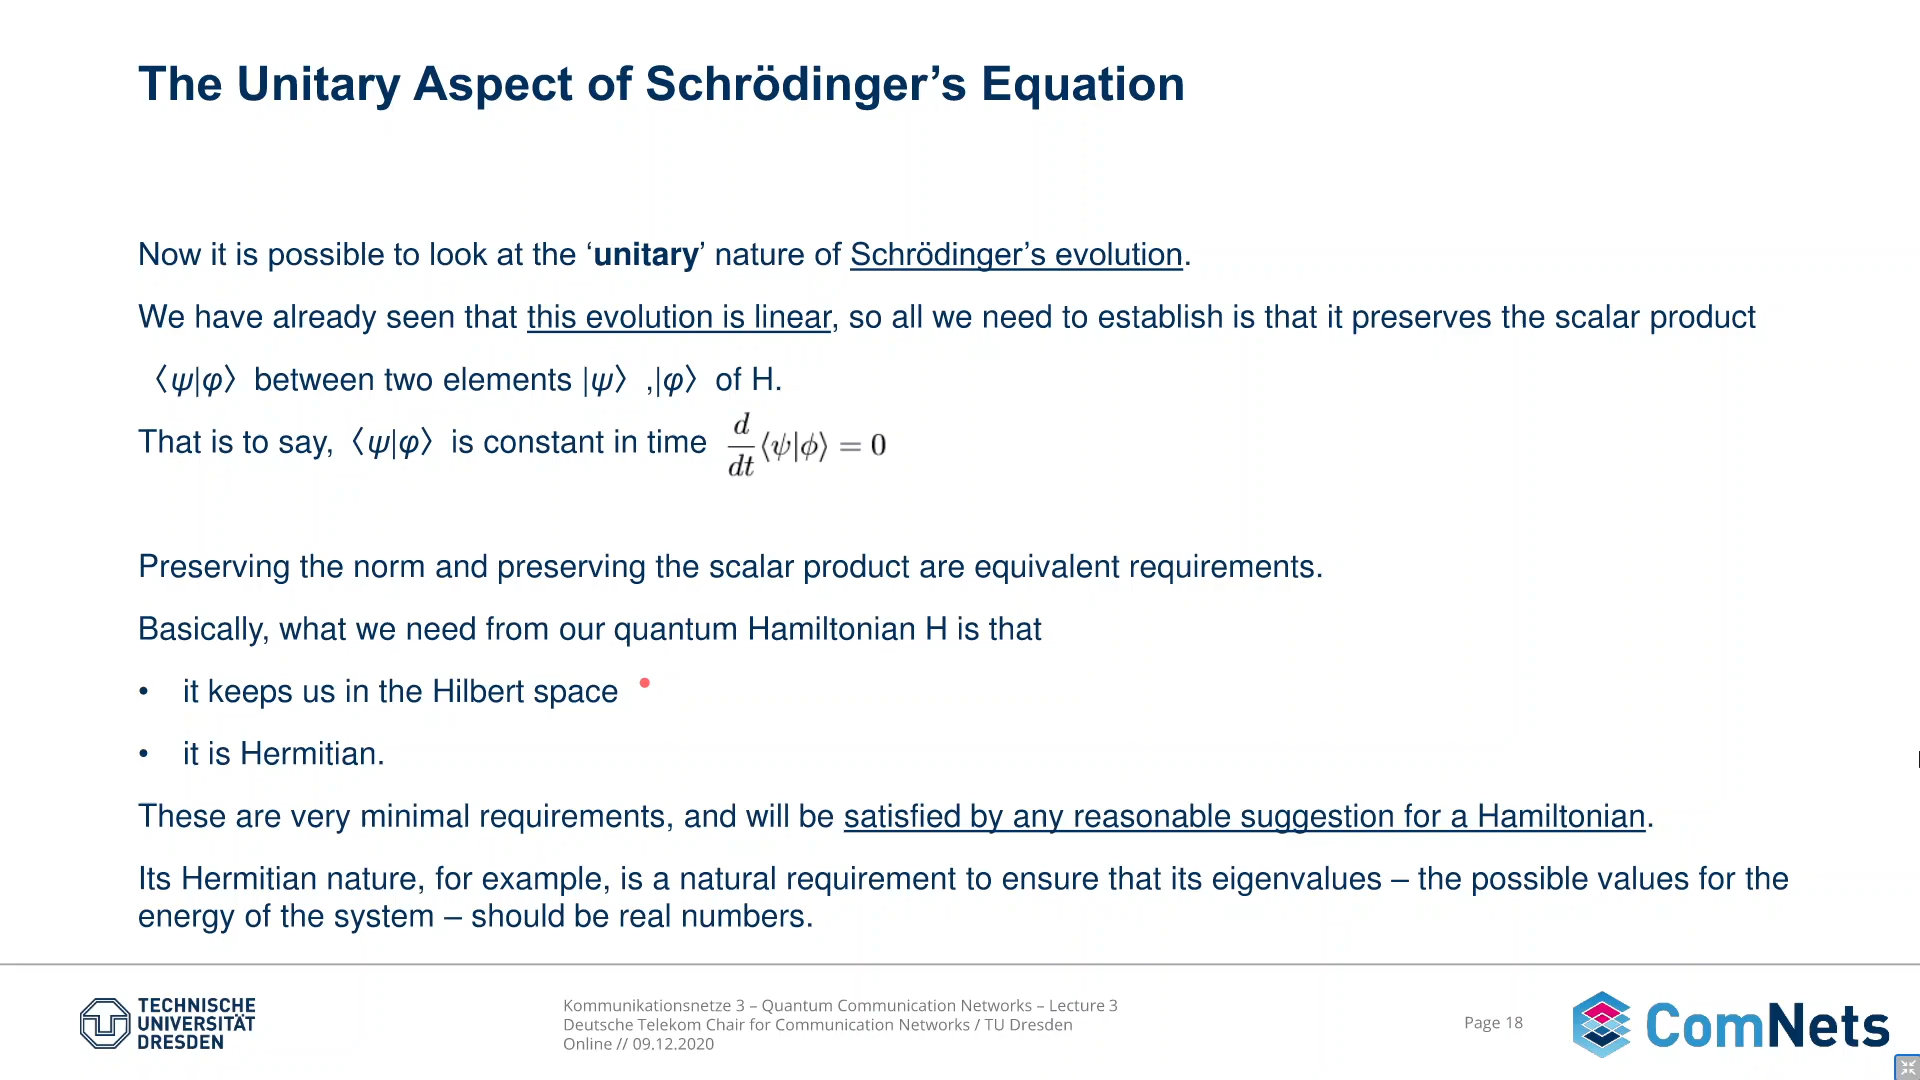 The Unitary Aspect of Schrödinger’s Equation
Now it is possible to look at the ‘unitary’ nature of Schrödinger’s evolution.
We have already seen that this evolution is linear, so all we need to establish is that it preserves the scalar product
〈ψ|φ〉 between two elements |ψ〉 ,|φ〉 of H.
That is to say, 〈ψ|φ〉 is constant in time d/dt ⟨ψ|ϕ⟩ = 0
Preserving the norm and preserving the scalar product are equivalent requirements.
Basically, what we need from our quantum Hamiltonian H is that
• it keeps us in the Hilbert space
• it is Hermitian.
These are very minimal requirements, and will be satisfied by any reasonable suggestion for a Hamiltonian.
Its Hermitian nature, for example, is a natural requirement to ensure that its eigenvalues – the possible values for the
energy of the system – should be real numbers.
TECHNISCHE
UNIVERSITÄT
DRESDEN
Kommunikationsnetze 3 – Quantum Communication Networks – Lecture 3
Deutsche Telekom Chair for Communication Networks / TU Dresden
Online // 09.12.2020
Page 18
ComNets